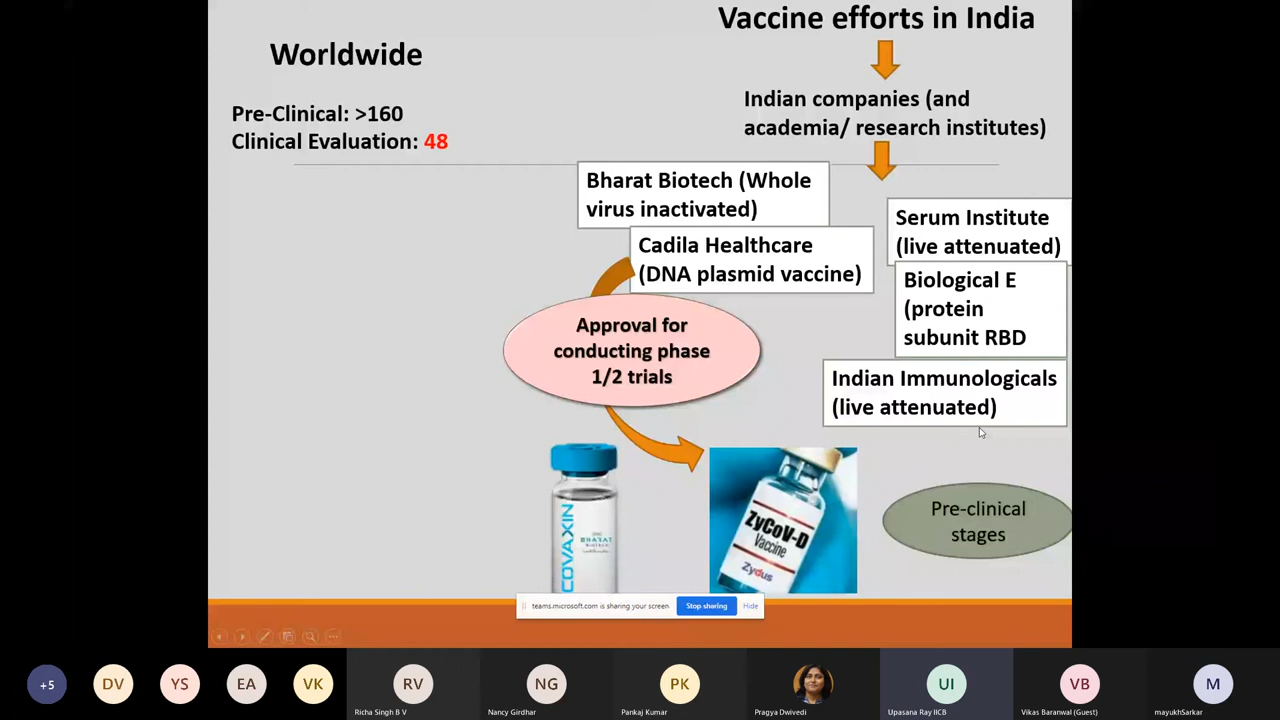 Vaccine efforts in India
Worldwide
Pre-Clinical: >160
Clinical Evaluation: 48
Indian companies (and
academia/ research institutes)
Bharat Biotech (Whole
virus inactivated)
Cadila Healthcare
(DNA plasmid vaccine)
Serum Institute
(live attenuated)
Biological E
(protein
subunit RBD
Indian Immunologicals
(live attenuated)
Approval for
conducting phase
1/2 trials
COVAXIN
BHARAT
BIOTECH
ZyCoV-D
Vaccine
Zydus
Pre-clinical
stages
teams.microsoft.com is sharing your screen
Stop sharing
Hide
+5
DV
YS
EA
VK
RV
NG
PK
UI
VB
M
Richa Singh B V
Nancy Girdhar
Pankaj Kumar
Pragya Dwivedi
Upasana Ray IICB
Vikas Baranwal (Guest)
mayukhSarkar